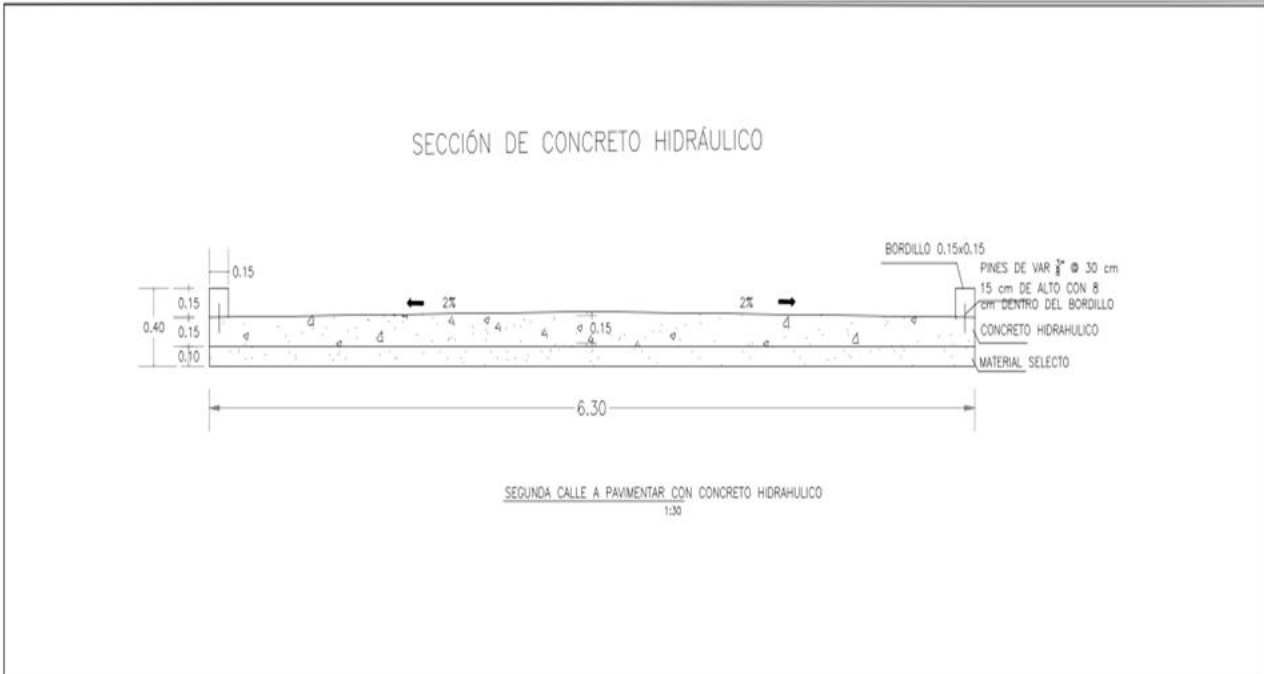 SECCIÓN DE CONCRETO HIDRÁULICO
BORDILLO 0.15x0.15
0.15
PINES DE VAR 3/8" @ 30 cm
15 cm DE ALTO CON 8
cm DENTRO DEL BORDILLO
0.15
2%
2%
0.40
0.15
0.15
CONCRETO HIDRAHULICO
0.10
MATERIAL SELECTO
6.30
SEGUNDA CALLE A PAVIMENTAR CON CONCRETO HIDRAHULICO
1:30